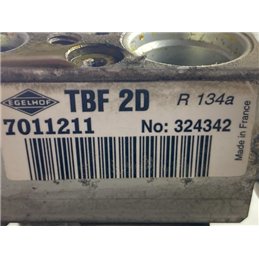 EGELHOF TBF 2D R 134a
7011211 No: 324342
Made in France